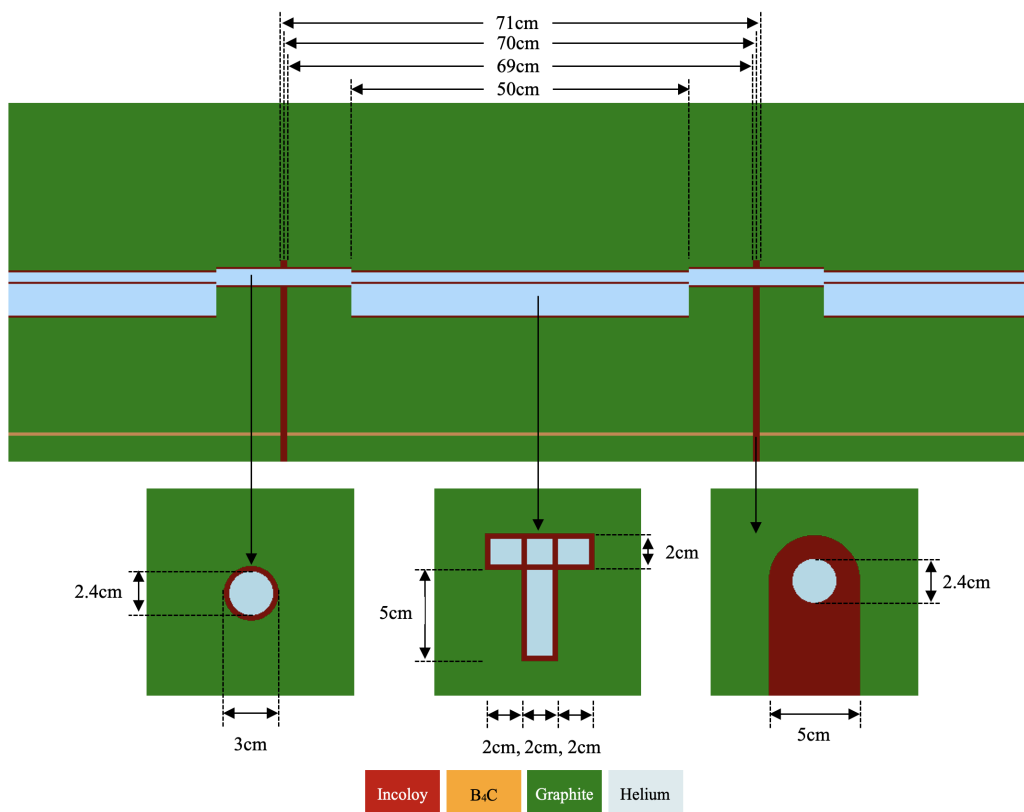 71cm
70cm
69cm
50cm
2.4cm
3cm
5cm
2cm
2cm, 2cm, 2cm
2.4cm
5cm
Incoloy
B₄C
Graphite
Helium